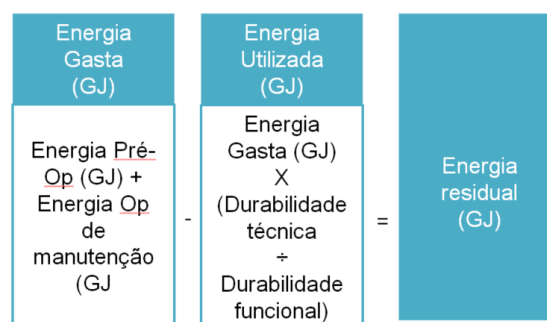 Energia
Gasta
(GJ)
Energia Pré-
Op (GJ) +
Energia Op
de
manutenção
(GJ
-
Energia
Utilizada
(GJ)
Energia
Gasta (GJ)
X
(Durabilidade
técnica
÷
Durabilidade
funcional)
=
Energia
residual
(GJ)